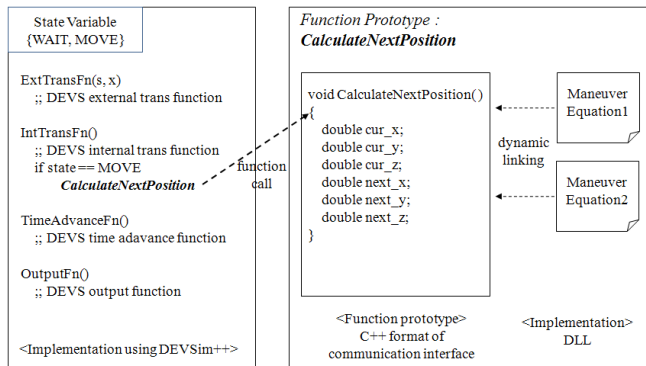 State Variable
{WAIT, MOVE}
ExtTransFn(s, x)
;; DEVS external trans function
IntTransFn()
;; DEVS internal trans function
if state == MOVE
CalculateNextPosition
TimeAdvanceFn()
;; DEVS time adavance function
OutputFn()
;; DEVS output function
<Implementation using DEVSim++>
function
call
Function Prototype :
CalculateNextPosition
void CalculateNextPosition()
{
double cur_x;
double cur_y;
double cur_z;
double next_x;
double next_y;
double next_z;
}
<Function prototype>
C++ format of
communication interface
dynamic
linking
Maneuver
Equation1
Maneuver
Equation2
<Implementation>
DLL